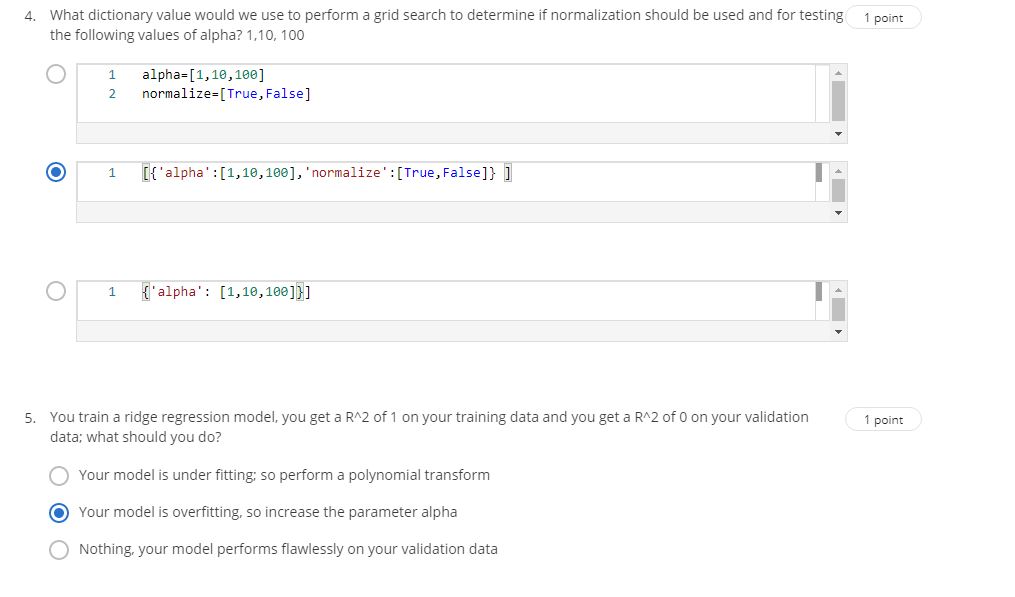 4. What dictionary value would we use to perform a grid search to determine if normalization should be used and for testing 1 point
the following values of alpha? 1,10, 100
1 alpha=[1,10,100]
2 normalize=[True,False]
1 [{'alpha':[1,10,100],'normalize':[True,False]} ]
1 {'alpha': [1,10,100]}]
5. You train a ridge regression model, you get a R^2 of 1 on your training data and you get a R^2 of 0 on your validation 1 point
data; what should you do?
Your model is under fitting; so perform a polynomial transform
Your model is overfitting, so increase the parameter alpha
Nothing, your model performs flawlessly on your validation data